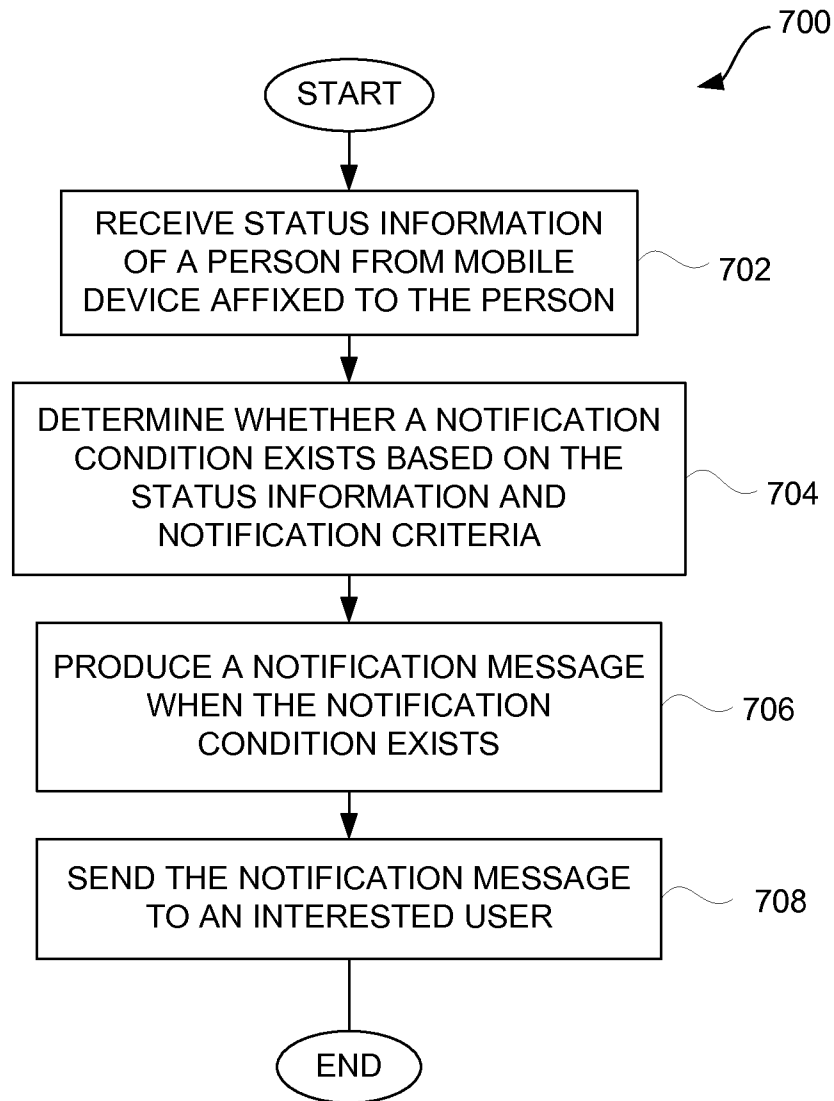 700
START
RECEIVE STATUS INFORMATION
OF A PERSON FROM MOBILE
DEVICE AFFIXED TO THE PERSON
702
DETERMINE WHETHER A NOTIFICATION
CONDITION EXISTS BASED ON THE
STATUS INFORMATION AND
NOTIFICATION CRITERIA
704
PRODUCE A NOTIFICATION MESSAGE
WHEN THE NOTIFICATION
CONDITION EXISTS
706
SEND THE NOTIFICATION MESSAGE
TO AN INTERESTED USER
708
END